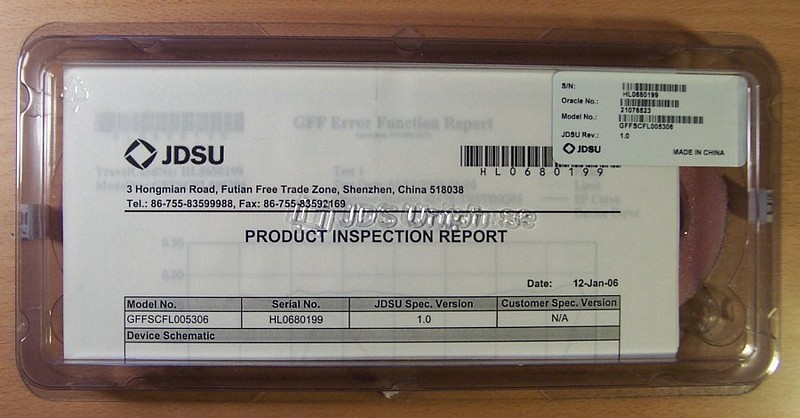 S/N:
HL0680199
Oracle No.:
21076823
Model No.:
GFFSCFL005306
JDSU Rev.: 1.0
JDSU MADE IN CHINA
GFF Error Function Report
JDSU
HL0680199
3 Hongmian Road, Futian Free Trade Zone, Shenzhen, China 518038
Tel.: 86-755-83599988, Fax: 86-755-83592169
PRODUCT INSPECTION REPORT
Date: 12-Jan-06
Model No. Serial No. JDSU Spec. Version Customer Spec. Version
GFFSCFL005306 HL0680199 1.0 N/A
Device Schematic